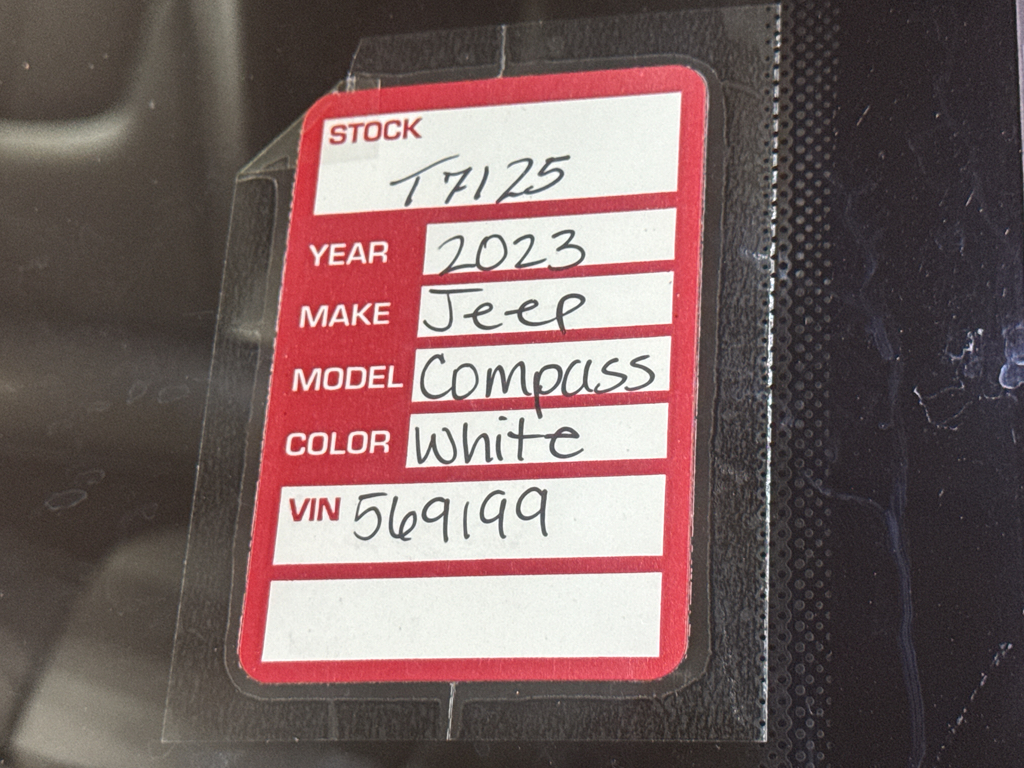 STOCK
T7125
YEAR 2023
MAKE Jeep
MODEL Compass
COLOR White
VIN 569199